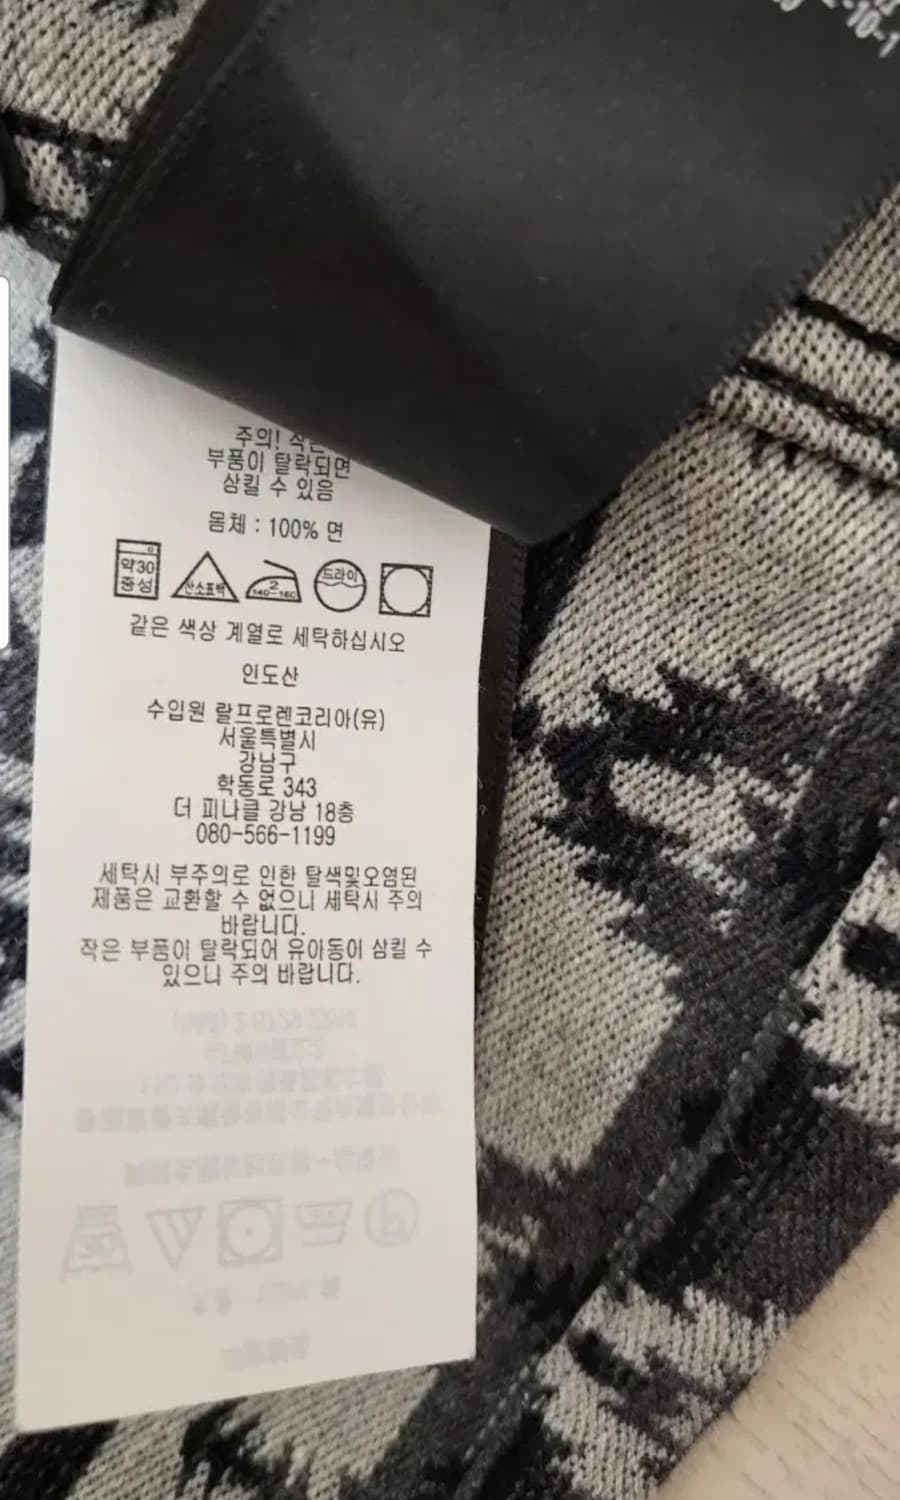 -10-1
주의! 작은
부품이 탈락되면
삼킬 수 있음
몸체 : 100% 면
약30
중성
산소표백
2
140~160
드라이
같은 색상 계열로 세탁하십시오
인도산
수입원 랄프로렌코리아(유)
서울특별시
강남구
학동로 343
더 피나클 강남 18층
080-566-1199
세탁시 부주의로 인한 탈색및오염된
제품은 교환할 수 없으니 세탁시 주의
바랍니다.
작은 부품이 탈락되어 유아동이 삼킬 수
있으니 주의 바랍니다.